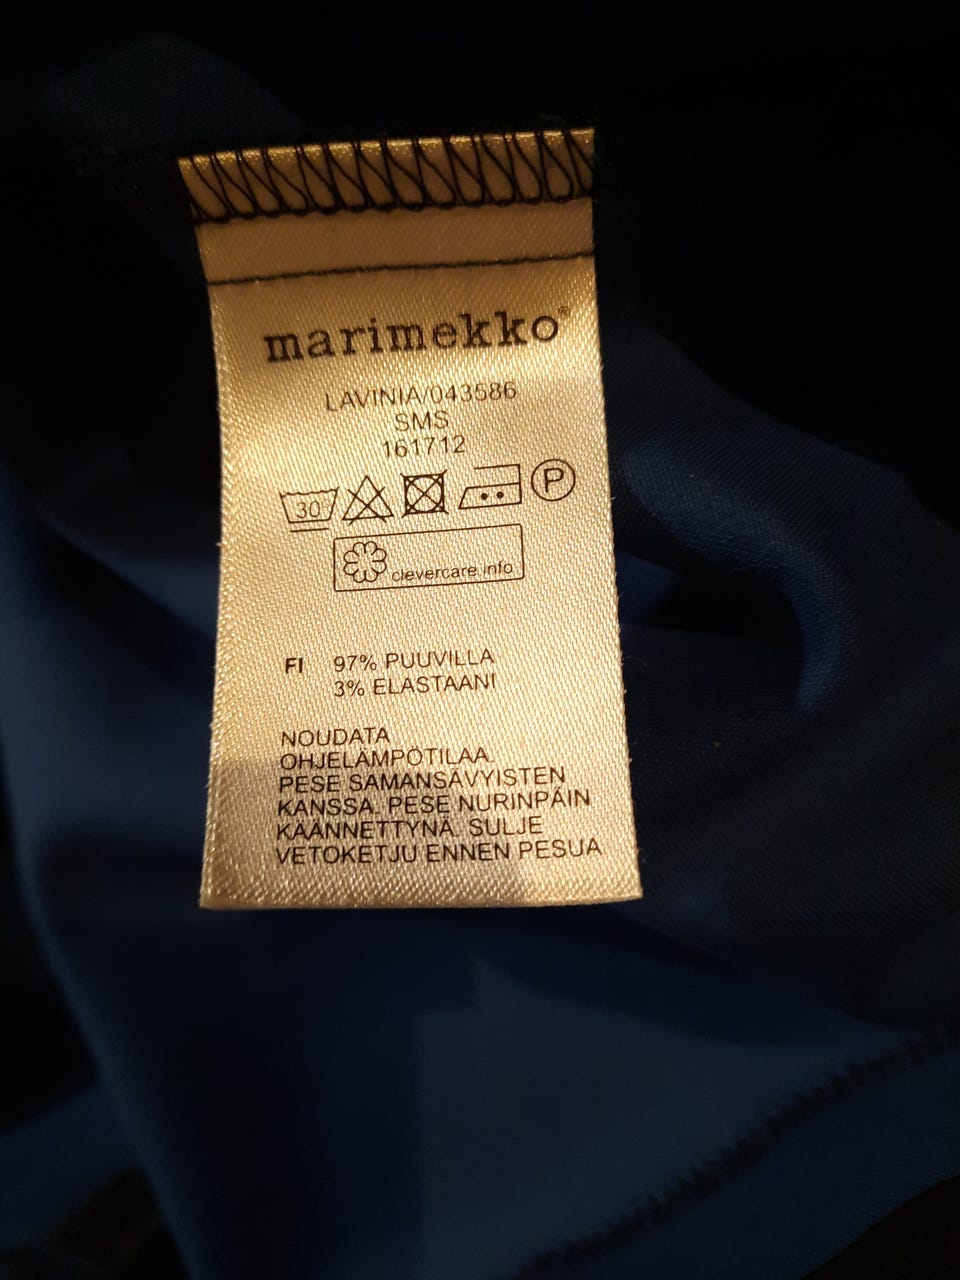 marimekko®
LAVINIA/043586
SMS
161712
30 P
clevercare.info
FI 97% PUUVILLA
3% ELASTAANI
NOUDATA
OHJELÄMPÖTILAA.
PESE SAMANSÄVYISTEN
KANSSA. PESE NURINPÄIN
KÄÄNNETTYNÄ. SULJE
VETOKETJU ENNEN PESUA